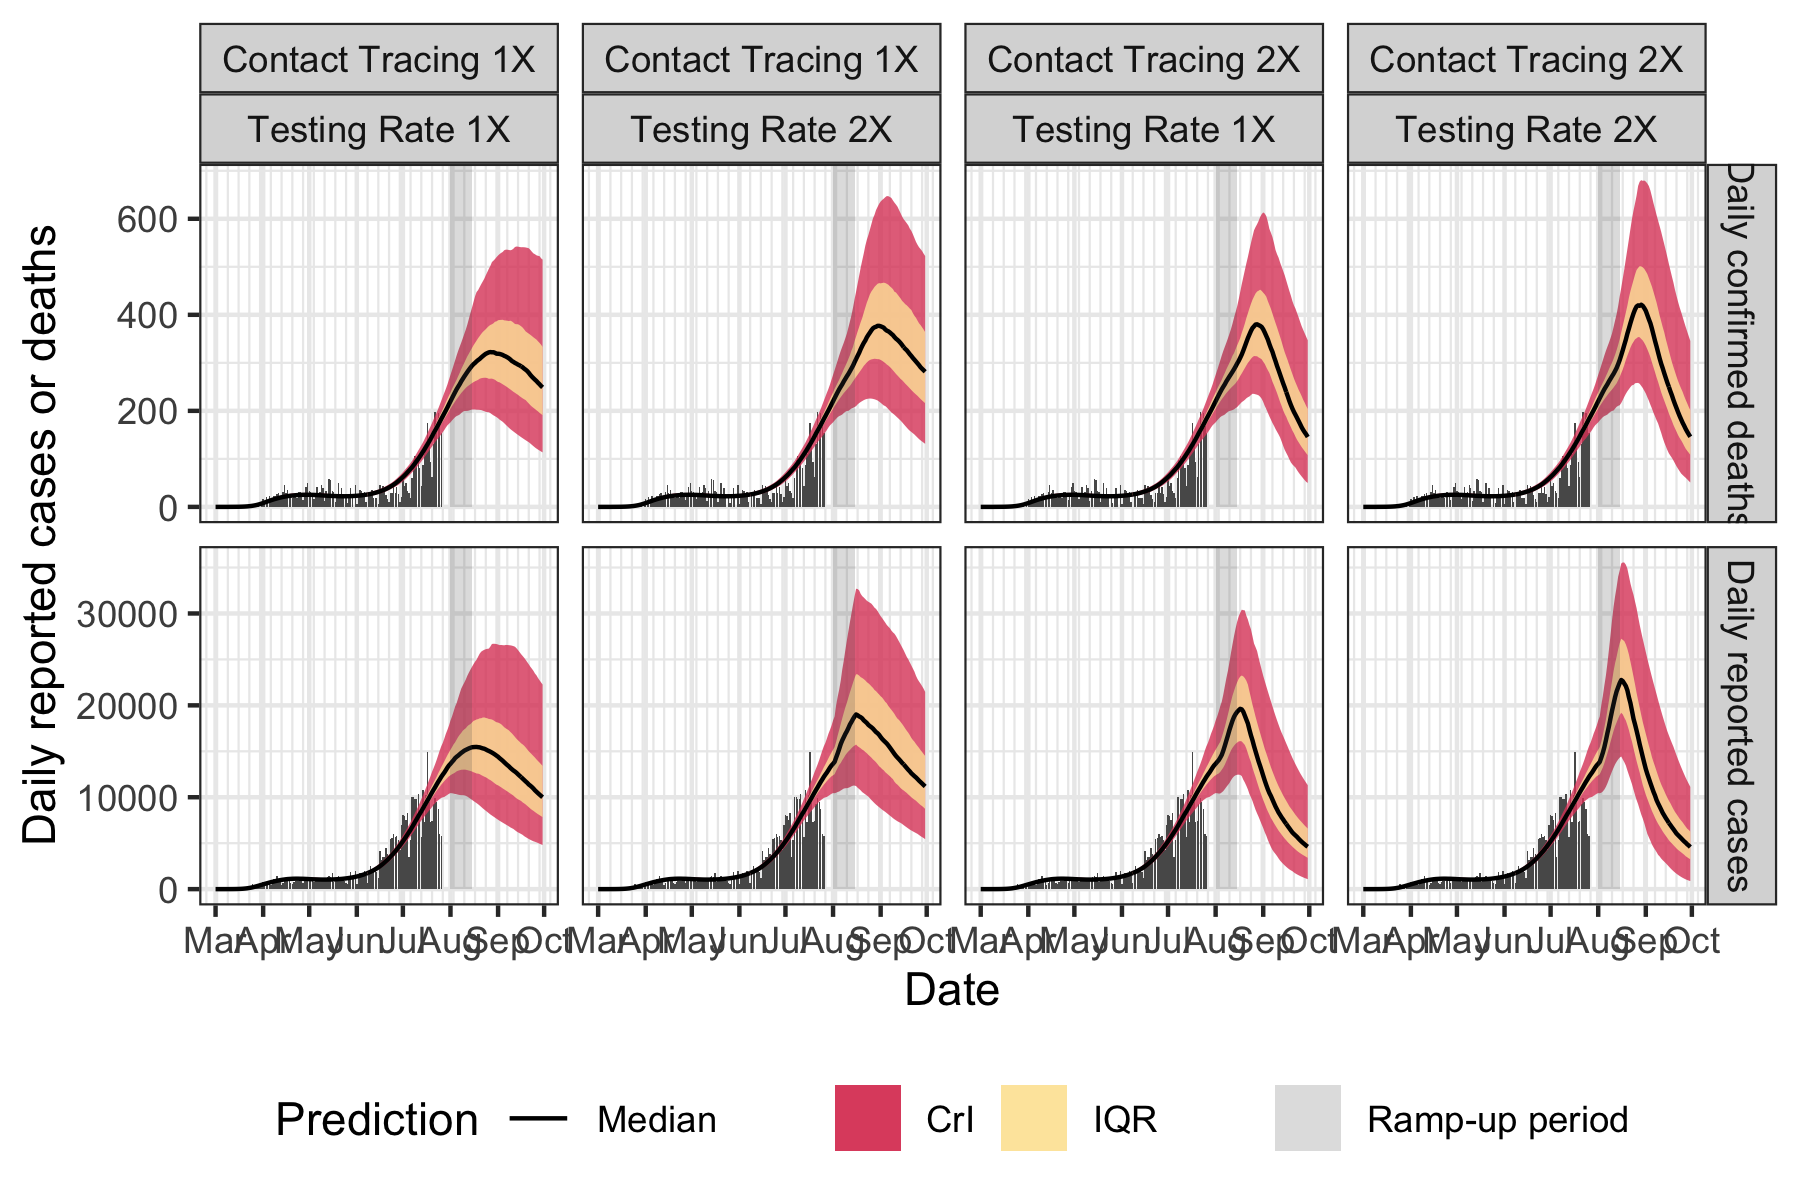 Contact Tracing 1X
Contact Tracing 1X
Contact Tracing 2X
Contact Tracing 2X
Testing Rate 1X
Testing Rate 2X
Testing Rate 1X
Testing Rate 2X
Daily reported cases or deaths
600
400
200
0
Daily confirmed deaths
30000
20000
10000
0
Daily reported cases
Mar Apr May Jun Jul Aug Sep Oct
Mar Apr May Jun Jul Aug Sep Oct
Mar Apr May Jun Jul Aug Sep Oct
Mar Apr May Jun Jul Aug Sep Oct
Date
Prediction Median CrI IQR Ramp-up period